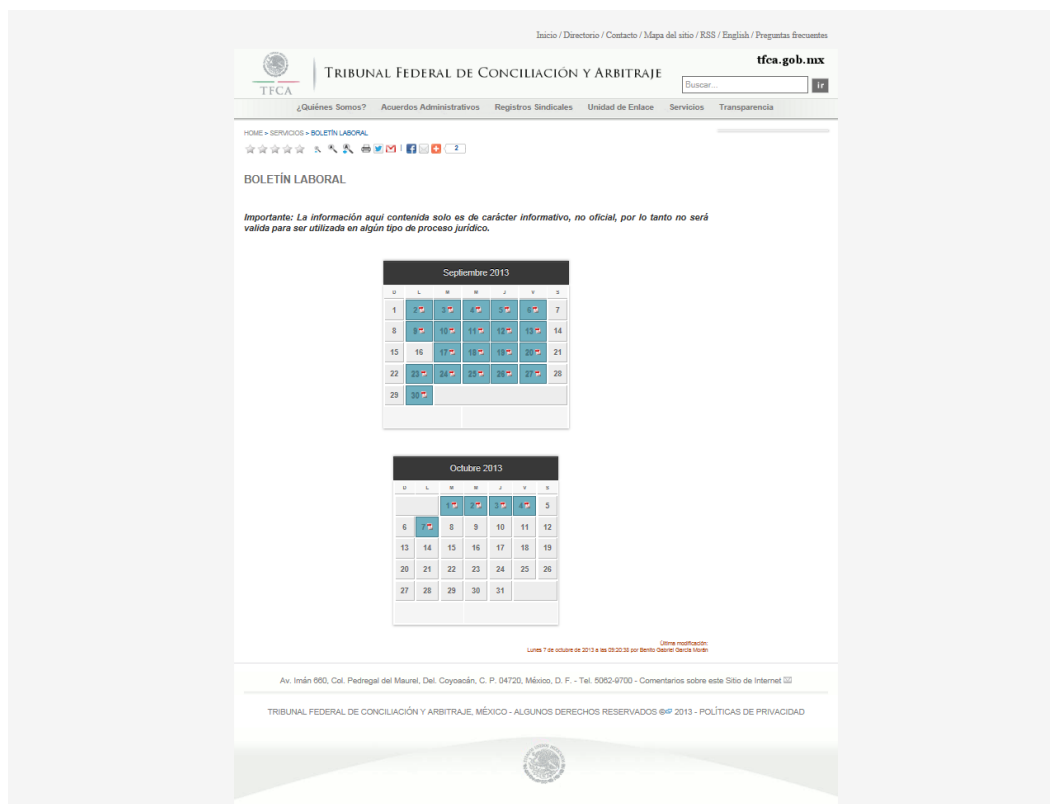 Inicio / Directorio / Contacto / Mapa del sitio / RSS / English / Preguntas frecuentes
tfca.gob.mx
TRIBUNAL FEDERAL DE CONCILIACIÓN Y ARBITRAJE
TFCA
Buscar...
ir
¿Quiénes Somos? Acuerdos Administrativos Registros Sindicales Unidad de Enlace Servicios Transparencia
HOME > SERVICIOS > BOLETÍN LABORAL
2
BOLETÍN LABORAL
Importante: La información aquí contenida solo es de carácter informativo, no oficial, por lo tanto no será
valida para ser utilizada en algún tipo de proceso jurídico.
Septiembre 2013
D L M M J V S
1 2 3 4 5 6 7
8 9 10 11 12 13 14
15 16 17 18 19 20 21
22 23 24 25 26 27 28
29 30
Octubre 2013
D L M M J V S
1 2 3 4 5
6 7 8 9 10 11 12
13 14 15 16 17 18 19
20 21 22 23 24 25 26
27 28 29 30 31
Última modificación:
Lunes 7 de octubre de 2013 a las 09:20:38 por Benito Gabriel García Morán
Av. Imán 660, Col. Pedregal del Maurel, Del. Coyoacán, C. P. 04720, México, D. F. - Tel. 5062-9700 - Comentarios sobre este Sitio de Internet
TRIBUNAL FEDERAL DE CONCILIACIÓN Y ARBITRAJE, MÉXICO - ALGUNOS DERECHOS RESERVADOS 2013 - POLÍTICAS DE PRIVACIDAD